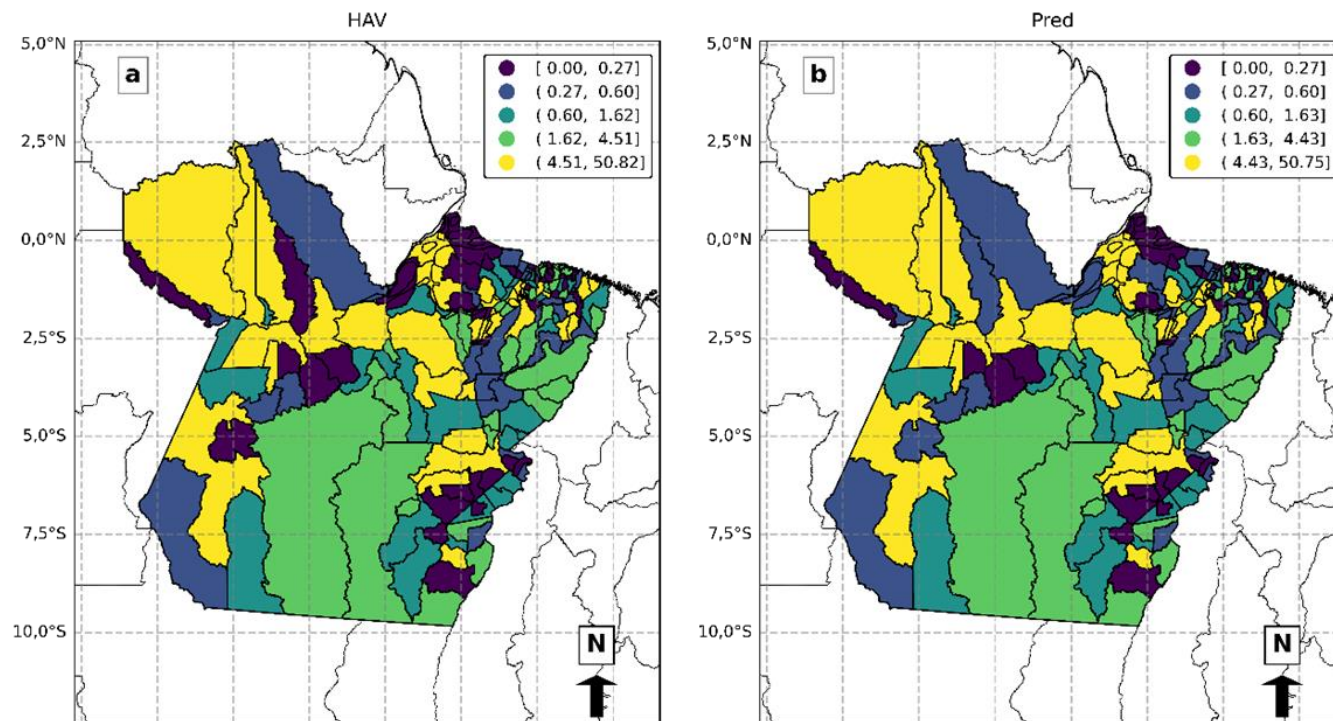 HAV
Pred
5,0°N
2,5°N
0,0°N
2,5°S
5,0°S
7,5°S
10,0°S
a
[ 0.00, 0.27]
( 0.27, 0.60]
( 0.60, 1.62]
( 1.62, 4.51]
( 4.51, 50.82]
N
5,0°N
2,5°N
0,0°N
2,5°S
5,0°S
7,5°S
10,0°S
b
[ 0.00, 0.27]
( 0.27, 0.60]
( 0.60, 1.63]
( 1.63, 4.43]
( 4.43, 50.75]
N